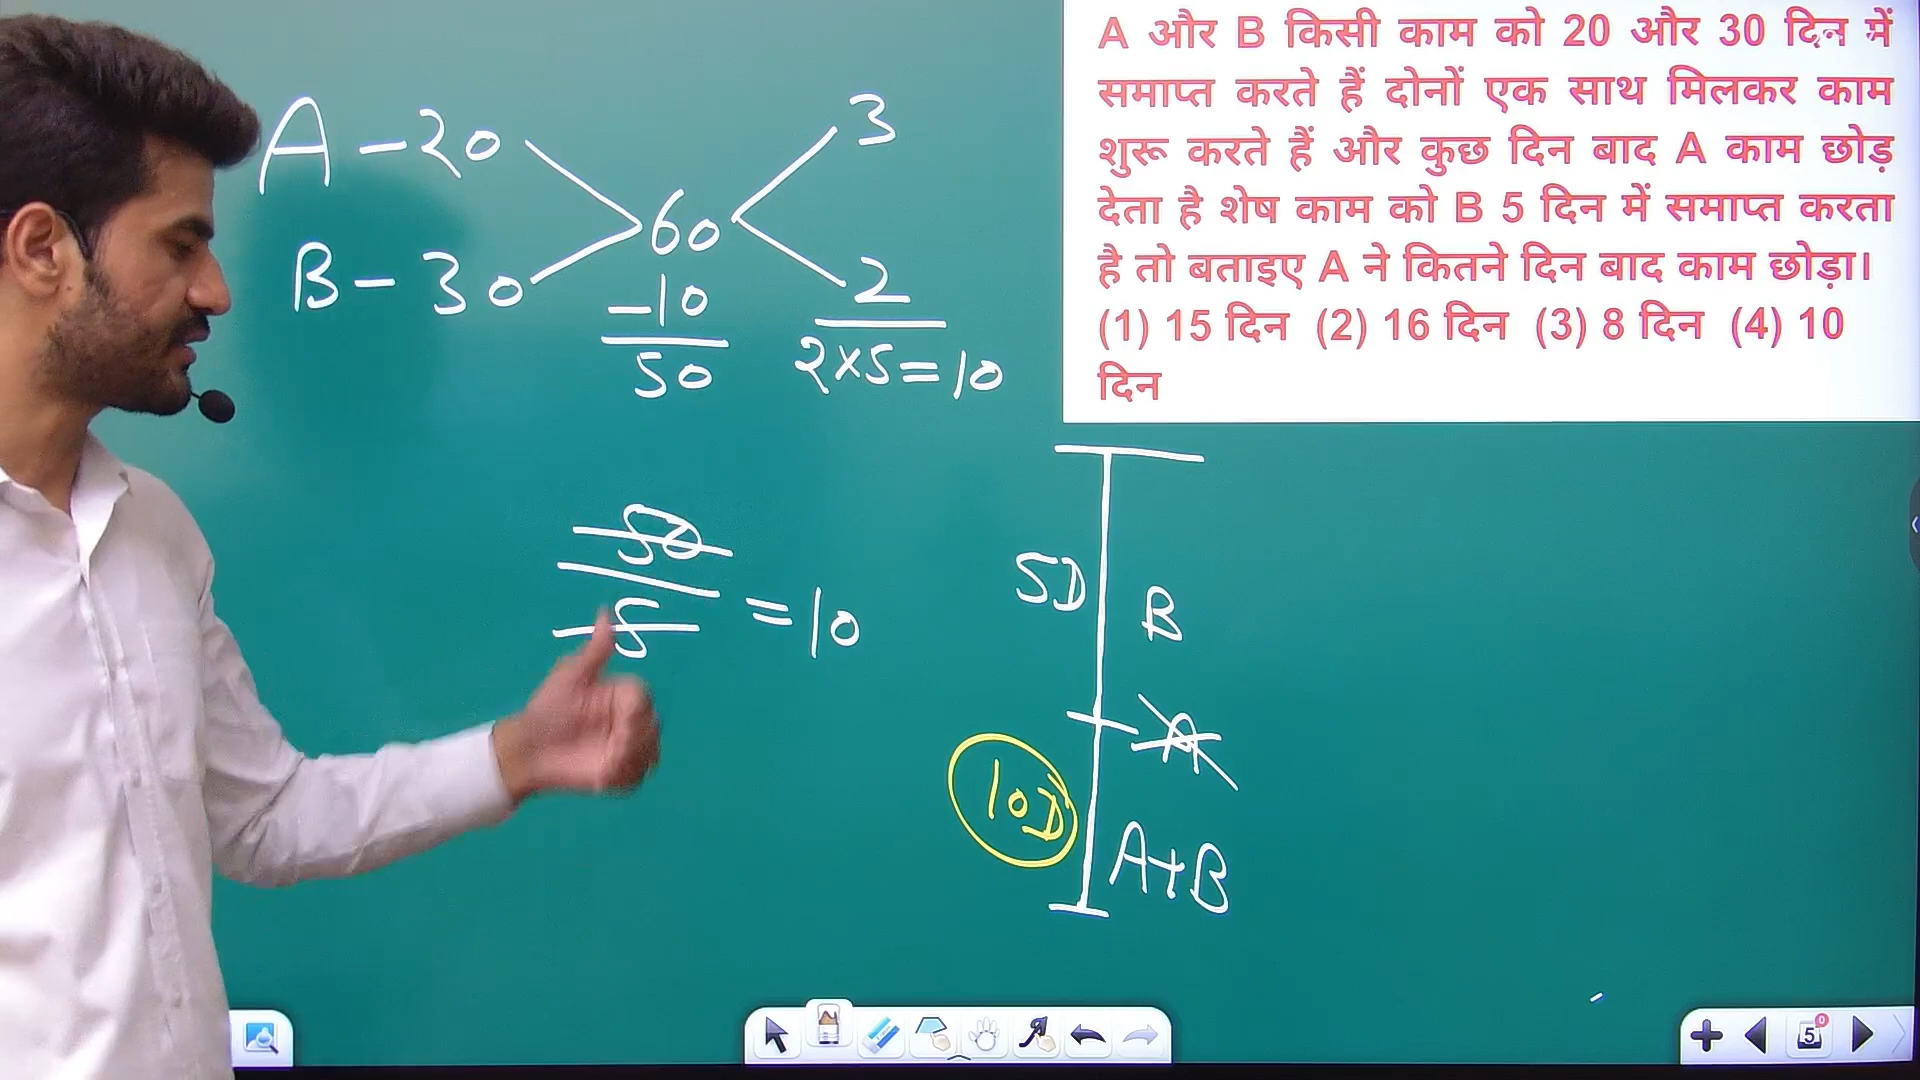 A और B किसी काम को 20 और 30 दिन में
समाप्त करते हैं दोनों एक साथ मिलकर काम
शुरू करते हैं और कुछ दिन बाद A काम छोड़
देता है शेष काम को B 5 दिन में समाप्त करता
है तो बताइए A ने कितने दिन बाद काम छोड़ा।
(1) 15 दिन (2) 16 दिन (3) 8 दिन (4) 10
दिन
A - 20
3
60
B - 30
2
-10
50
2×5=10
50
5
= 10
5D
B
A
10D
A+B
5
0